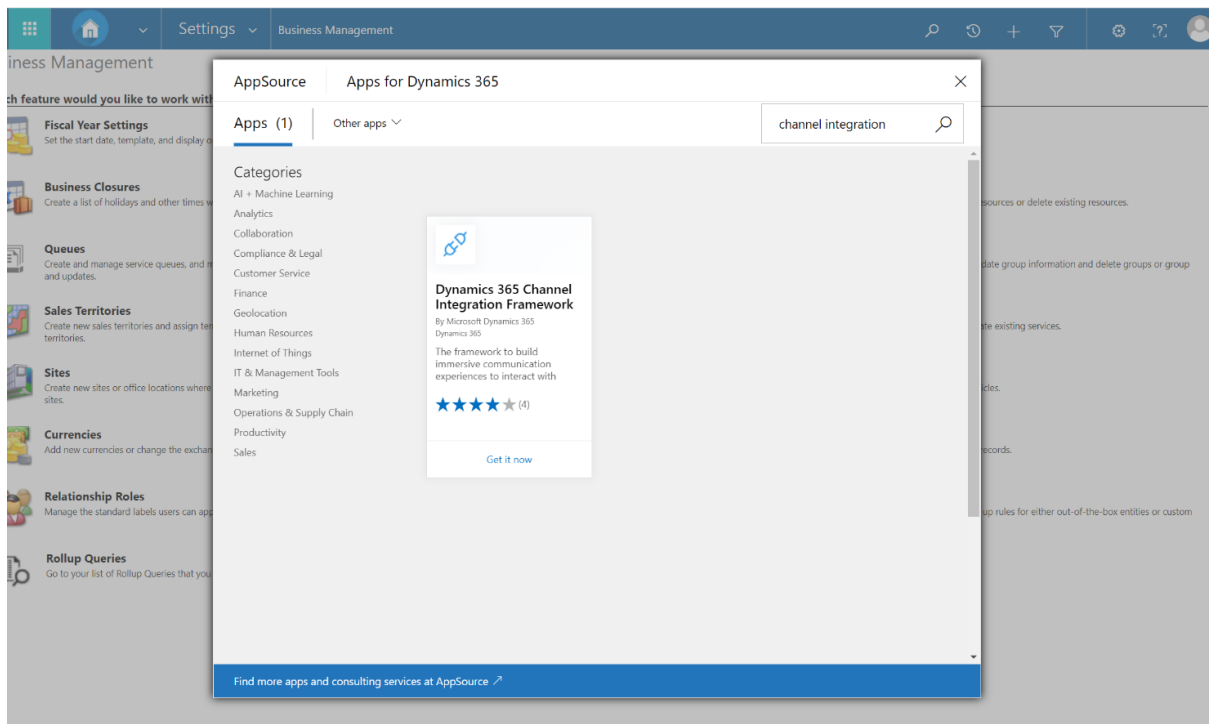 Settings
Business Management
iness Management
ch feature would you like to work with
Fiscal Year Settings
Set the start date, template, and display o
Business Closures
Create a list of holidays and other times w
Queues
Create and manage service queues, and m
and updates.
Sales Territories
Create new sales territories and assign ter
territories.
Sites
Create new sites or office locations where
sites.
Currencies
Add new currencies or change the exchan
Relationship Roles
Manage the standard labels users can app
Rollup Queries
Go to your list of Rollup Queries that you
AppSource
Apps for Dynamics 365
Apps (1)
Other apps
channel integration
Categories
AI + Machine Learning
Analytics
Collaboration
Compliance & Legal
Customer Service
Finance
Geolocation
Human Resources
Internet of Things
IT & Management Tools
Marketing
Operations & Supply Chain
Productivity
Sales
Dynamics 365 Channel
Integration Framework
By Microsoft Dynamics 365
Dynamics 365
The framework to build
immersive communication
experiences to interact with
(4)
Get it now
Find more apps and consulting services at AppSource
sources or delete existing resources.
date group information and delete groups or group
ate existing services.
icles.
ecords.
up rules for either out-of-the-box entities or custom